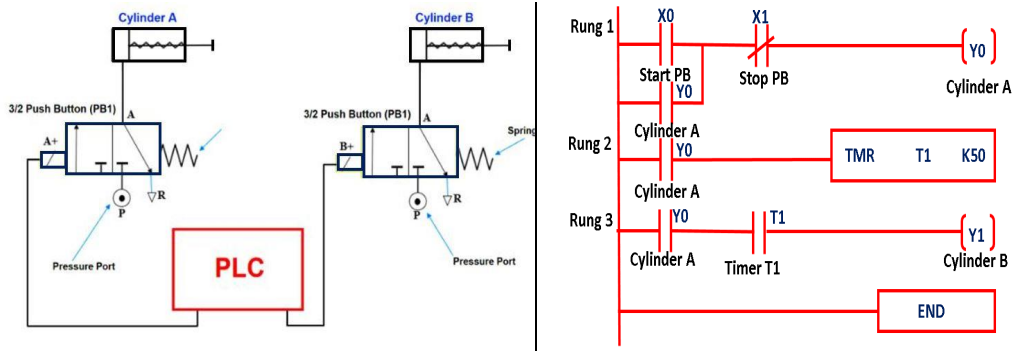 Cylinder A
Cylinder B
3/2 Push Button (PB1)
A
A+
R
P
Pressure Port
3/2 Push Button (PB1)
A
Spring
B+
R
P
Pressure Port
PLC
Rung 1
X0
X1
Y0
Start PB
Stop PB
Cylinder A
Y0
Cylinder A
Rung 2
Y0
TMR T1 K50
Cylinder A
Rung 3
Y0
T1
Y1
Cylinder A
Timer T1
Cylinder B
END